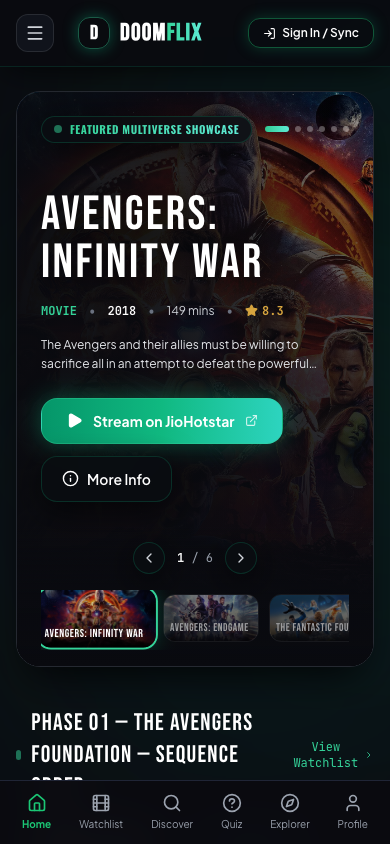 D DOOMFLIX Sign In / Sync
FEATURED MULTIVERSE SHOWCASE
AVENGERS:
INFINITY WAR
MOVIE • 2018 • 149 mins • ★ 8.3
The Avengers and their allies must be willing to
sacrifice all in an attempt to defeat the powerful...
Stream on JioHotstar
More Info
1 / 6
AVENGERS: INFINITY WAR AVENGERS: ENDGAME THE FANTASTIC FOU
PHASE 01 — THE AVENGERS
FOUNDATION — SEQUENCE
ORDER
View
Watchlist
Home Watchlist Discover Quiz Explorer Profile